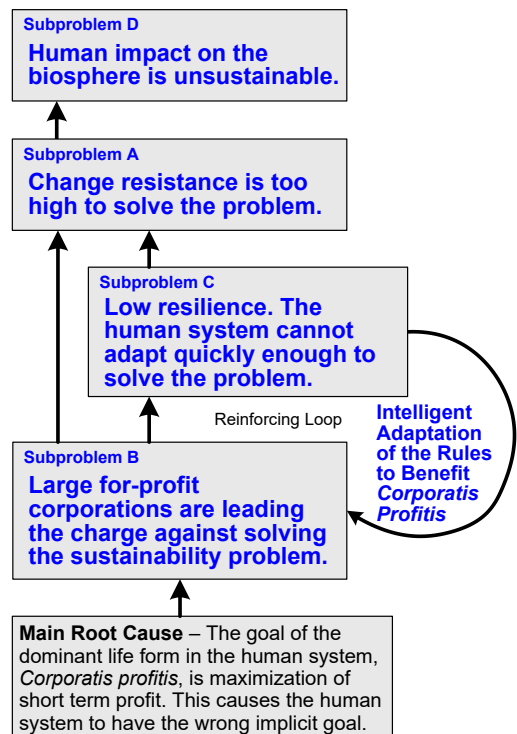 Subproblem D
Human impact on the
biosphere is unsustainable.
Subproblem A
Change resistance is too
high to solve the problem.
Subproblem C
Low resilience. The
human system cannot
adapt quickly enough to
solve the problem.
Reinforcing Loop
Intelligent
Adaptation
of the Rules
to Benefit
Corporatis
Profitis
Subproblem B
Large for-profit
corporations are leading
the charge against solving
the sustainability problem.
Main Root Cause – The goal of the
dominant life form in the human system,
Corporatis profitis, is maximization of
short term profit. This causes the human
system to have the wrong implicit goal.